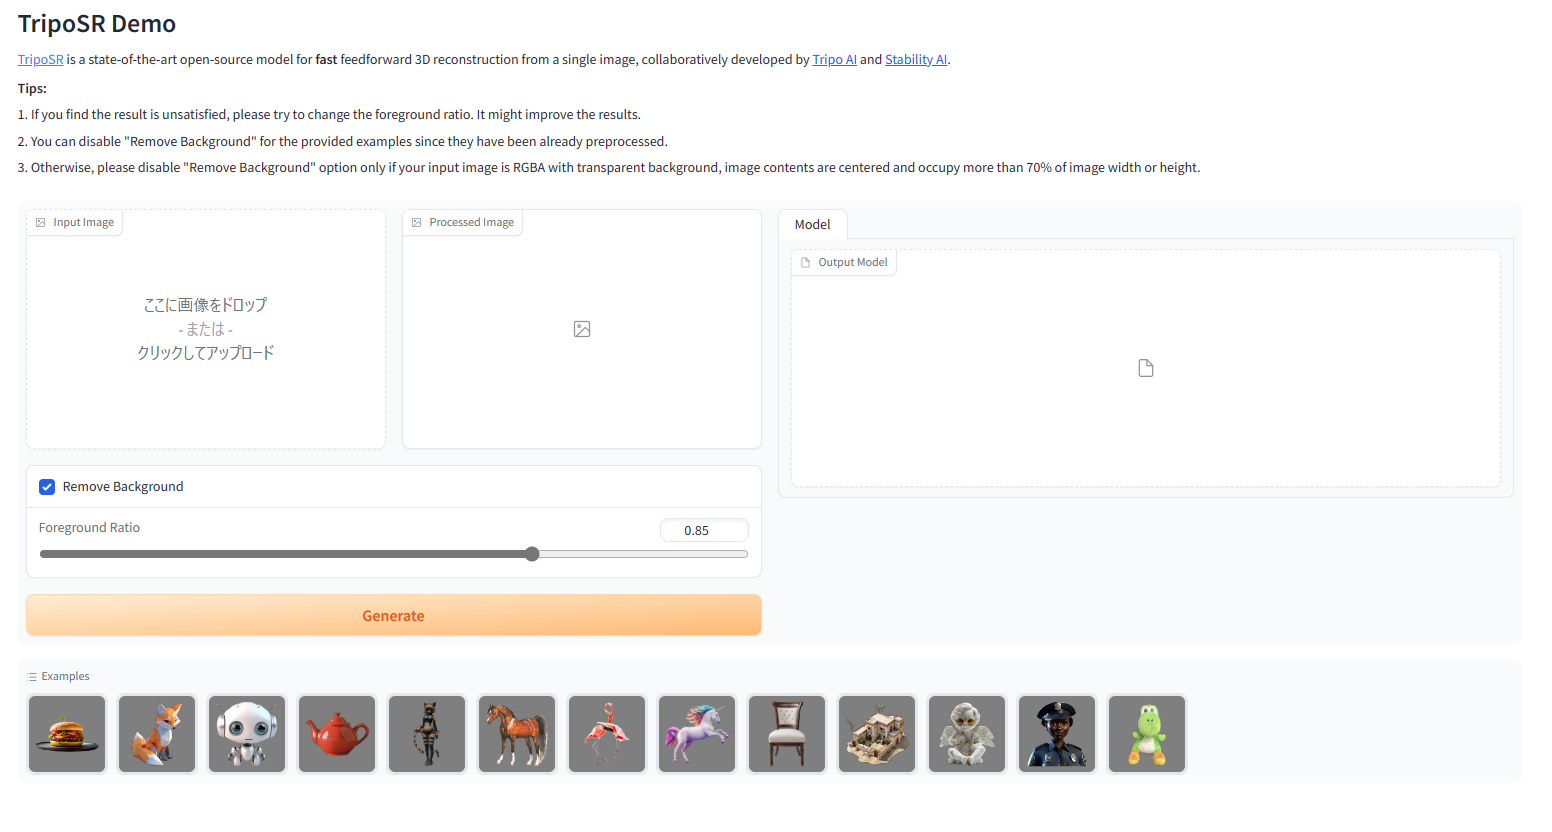 TripoSR Demo
TripoSR is a state-of-the-art open-source model for fast feedforward 3D reconstruction from a single image, collaboratively developed by Tripo AI and Stability AI.
Tips:
1. If you find the result is unsatisfied, please try to change the foreground ratio. It might improve the results.
2. You can disable "Remove Background" for the provided examples since they have been already preprocessed.
3. Otherwise, please disable "Remove Background" option only if your input image is RGBA with transparent background, image contents are centered and occupy more than 70% of image width or height.
Input Image
ここに画像をドロップ
- または -
クリックしてアップロード
Processed Image
Model
Output Model
Remove Background
Foreground Ratio
0.85
Generate
Examples